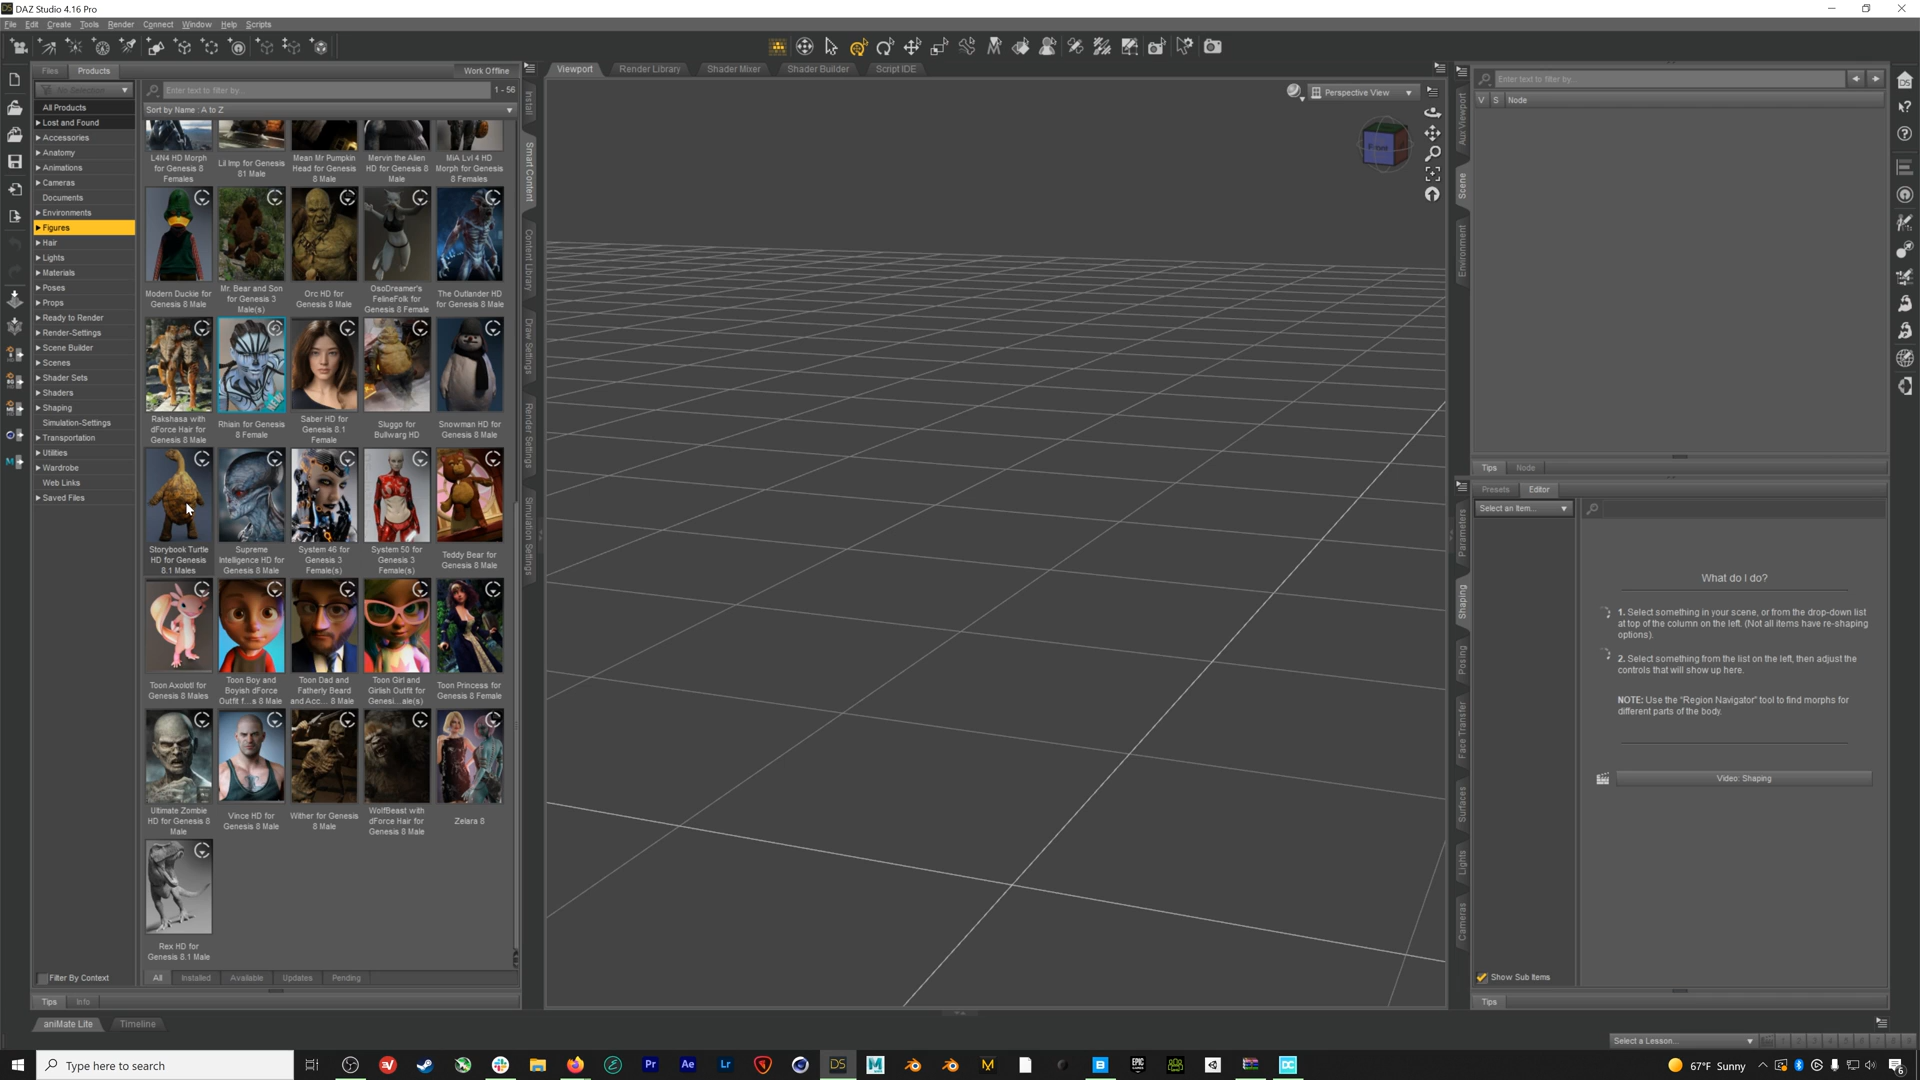 DAZ Studio 4.16 Pro
File Edit Create Tools Render Connect Window Help Scripts
Files Products Work Offline
Enter text to filter by... 1 - 56
Sort by Name : A to Z
All Products
Lost and Found
Accessories
Anatomy
Animations
Cameras
Documents
Environments
Figures
Hair
Lights
Materials
Poses
Props
Ready to Render
Render-Settings
Scene Builder
Scenes
Shader Sets
Shaders
Shaping
Simulation-Settings
Transportation
Utilities
Wardrobe
Web Links
Saved Files
Filter By Context
L4N4 HD Morph
for Genesis 8
Females
Lil Imp for Genesis
81 Male
Mean Mr Pumpkin
Head for Genesis
8 Male
Mervin the Alien
HD for Genesis 8
Male
MiA Lvl 4 HD
Morph for Genesis
8 Females
Modern Duckie for
Genesis 8 Male
Mr. Bear and Son
for Genesis 3
Male(s)
Orc HD for
Genesis 8 Male
OsoDreamer's
FelineFolk for
Genesis 8 Female
The Outlander HD
for Genesis 8 Male
Rakshasa with
dForce Hair for
Genesis 8 Male
NEW
Rhiain for Genesis
8 Female
Saber HD for
Genesis 8.1
Female
Sluggo for
Bullwarg HD
Snowman HD for
Genesis 8 Male
Storybook Turtle
HD for Genesis
8.1 Males
Supreme
Intelligence HD for
Genesis 8 Male
System 46 for
Genesis 3
Female(s)
System 50 for
Genesis 3
Female(s)
Teddy Bear for
Genesis 8 Male
Toon Axolotl for
Genesis 8 Males
Toon Boy and
Boyish dForce
Outfit f...s 8 Male
Toon Dad and
Fatherly Beard
and Acc... 8 Male
Toon Girl and
Girlish Outfit for
Genesi...ale(s)
Toon Princess for
Genesis 8 Female
Ultimate Zombie
HD for Genesis 8
Male
Vince HD for
Genesis 8 Male
Wither for Genesis
8 Male
WolfBeast with
dForce Hair for
Genesis 8 Male
Zelara 8
Rex HD for
Genesis 8.1 Male
All Installed Available Updates Pending
Tips Info
aniMate Lite Timeline
Install
Smart Content
Content Library
Draw Settings
Render Settings
Simulation Settings
Viewport Render Library Shader Mixer Shader Builder Script IDE
Perspective View
Front
Aux Viewport
Scene
Environment
Enter text to filter by...
V S Node
Tips Node
Parameters
Shaping
Posing
Face Transfer
Surfaces
Lights
Cameras
Presets Editor
Select an Item...
What do I do?
1. Select something in your scene, or from the drop-down list
at top of the column on the left. (Not all items have re-shaping
options).
2. Select something from the list on the left, then adjust the
controls that will show up here.
NOTE: Use the "Region Navigator" tool to find morphs for
different parts of the body.
Video: Shaping
Show Sub Items
Tips
Select a Lesson...
Type here to search
Pr Ae Lr DS
67°F Sunny
6